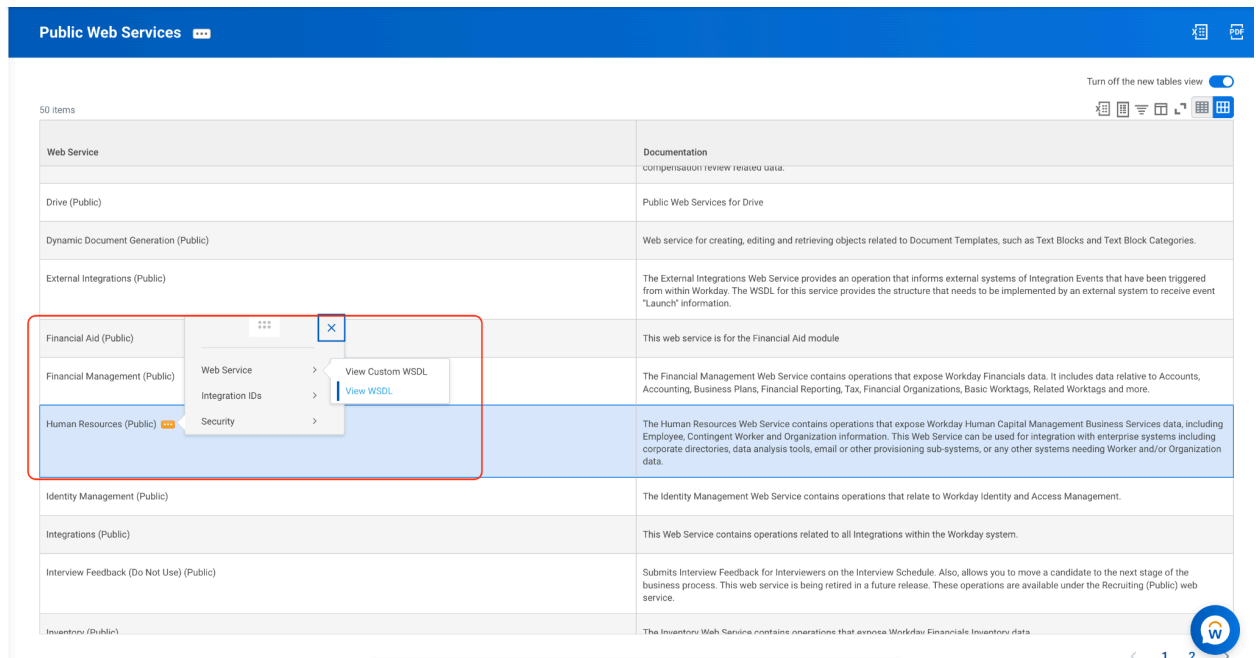 Public Web Services
PDF
Turn off the new tables view
50 items
Web Service
Documentation
compensation review related data.
Drive (Public)
Public Web Services for Drive
Dynamic Document Generation (Public)
Web service for creating, editing and retrieving objects related to Document Templates, such as Text Blocks and Text Block Categories.
External Integrations (Public)
The External Integrations Web Service provides an operation that informs external systems of Integration Events that have been triggered
from within Workday. The WSDL for this service provides the structure that needs to be implemented by an external system to receive event
"Launch" information.
Financial Aid (Public)
This web service is for the Financial Aid module
Financial Management (Public)
The Financial Management Web Service contains operations that expose Workday Financials data. It includes data relative to Accounts,
Accounting, Business Plans, Financial Reporting, Tax, Financial Organizations, Basic Worktags, Related Worktags and more.
Web Service
View Custom WSDL
View WSDL
Integration IDs
Security
Human Resources (Public)
The Human Resources Web Service contains operations that expose Workday Human Capital Management Business Services data, including
Employee, Contingent Worker and Organization information. This Web Service can be used for integration with enterprise systems including
corporate directories, data analysis tools, email or other provisioning sub-systems, or any other systems needing Worker and/or Organization
data.
Identity Management (Public)
The Identity Management Web Service contains operations that relate to Workday Identity and Access Management.
Integrations (Public)
This Web Service contains operations related to all Integrations within the Workday system.
Interview Feedback (Do Not Use) (Public)
Submits Interview Feedback for Interviewers on the Interview Schedule. Also, allows you to move a candidate to the next stage of the
business process. This web service is being retired in a future release. These operations are available under the Recruiting (Public) web
service.
Inventory (Public)
The Inventory Web Service contains operations that expose Workday Financials Inventory data
W
1 2